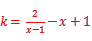 k = 2/(x−1) − x + 1